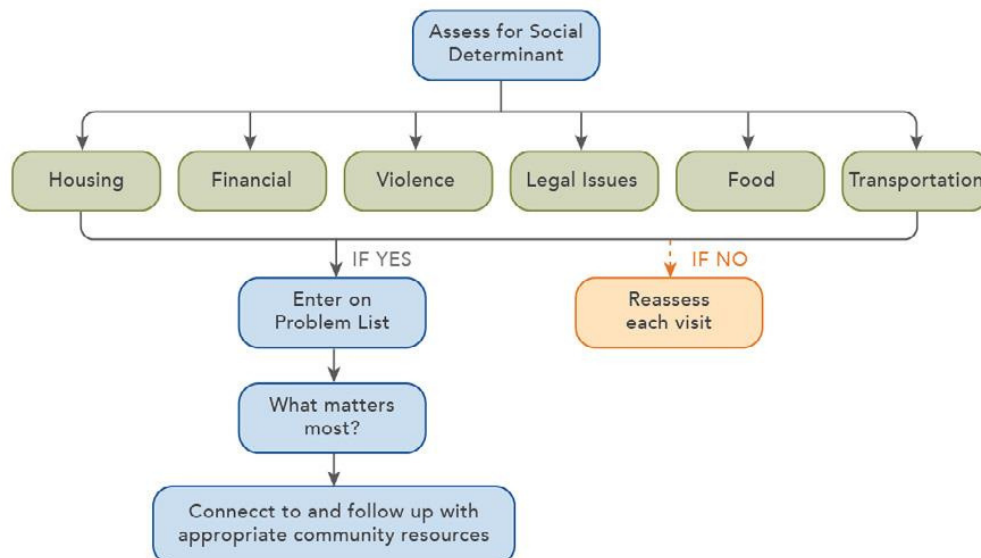 Assess for Social
Determinant
Housing
Financial
Violence
Legal Issues
Food
Transportation
IF YES
IF NO
Enter on
Problem List
Reassess
each visit
What matters
most?
Connecct to and follow up with
appropriate community resources